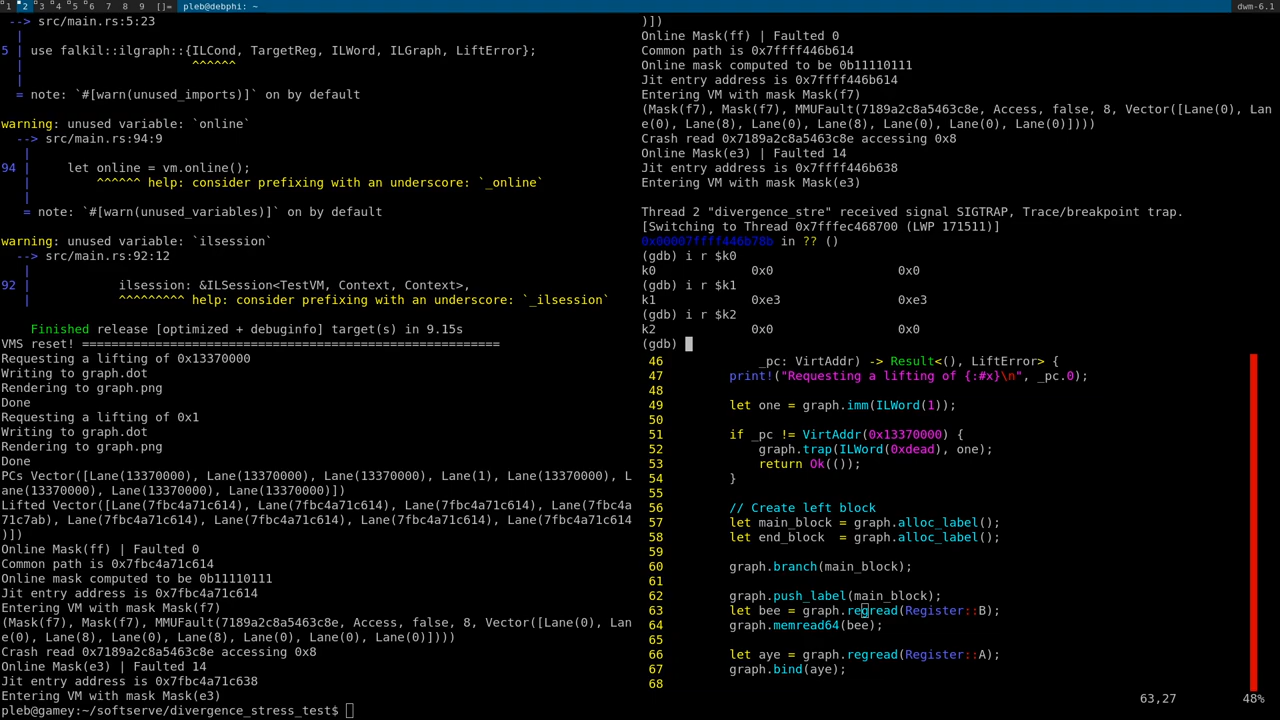 1 2 3 4 5 6 7 8 9 []= pleb@debphi: ~ dwm-6.1
--> src/main.rs:5:23
|
5 | use falkil::ilgraph::{ILCond, TargetReg, ILWord, ILGraph, LiftError};
| ^^^^^^
|
= note: `#[warn(unused_imports)]` on by default
warning: unused variable: `online`
--> src/main.rs:94:9
|
94 | let online = vm.online();
| ^^^^^^ help: consider prefixing with an underscore: `_online`
|
= note: `#[warn(unused_variables)]` on by default
warning: unused variable: `ilsession`
--> src/main.rs:92:12
|
92 | ilsession: &ILSession<TestVM, Context, Context>,
| ^^^^^^^^^ help: consider prefixing with an underscore: `_ilsession`
Finished release [optimized + debuginfo] target(s) in 9.15s
VMS reset! =========================================================
Requesting a lifting of 0x13370000
Writing to graph.dot
Rendering to graph.png
Done
Requesting a lifting of 0x1
Writing to graph.dot
Rendering to graph.png
Done
PCs Vector([Lane(13370000), Lane(13370000), Lane(13370000), Lane(1), Lane(13370000), L
ane(13370000), Lane(13370000), Lane(13370000)])
Lifted Vector([Lane(7fbc4a71c614), Lane(7fbc4a71c614), Lane(7fbc4a71c614), Lane(7fbc4a
71c7ab), Lane(7fbc4a71c614), Lane(7fbc4a71c614), Lane(7fbc4a71c614), Lane(7fbc4a71c614
)])
Online Mask(ff) | Faulted 0
Common path is 0x7fbc4a71c614
Online mask computed to be 0b11110111
Jit entry address is 0x7fbc4a71c614
Entering VM with mask Mask(f7)
(Mask(f7), Mask(f7), MMUFault(7189a2c8a5463c8e, Access, false, 8, Vector([Lane(0), Lan
e(0), Lane(8), Lane(0), Lane(8), Lane(0), Lane(0), Lane(0)])))
Crash read 0x7189a2c8a5463c8e accessing 0x8
Online Mask(e3) | Faulted 14
Jit entry address is 0x7fbc4a71c638
Entering VM with mask Mask(e3)
pleb@gamey:~/softserve/divergence_stress_test$
)])
Online Mask(ff) | Faulted 0
Common path is 0x7ffff446b614
Online mask computed to be 0b11110111
Jit entry address is 0x7ffff446b614
Entering VM with mask Mask(f7)
(Mask(f7), Mask(f7), MMUFault(7189a2c8a5463c8e, Access, false, 8, Vector([Lane(0), Lan
e(0), Lane(8), Lane(0), Lane(8), Lane(0), Lane(0), Lane(0)])))
Crash read 0x7189a2c8a5463c8e accessing 0x8
Online Mask(e3) | Faulted 14
Jit entry address is 0x7ffff446b638
Entering VM with mask Mask(e3)
Thread 2 "divergence_stre" received signal SIGTRAP, Trace/breakpoint trap.
[Switching to Thread 0x7fffec468700 (LWP 171511)]
0x00007ffff446b78b in ?? ()
(gdb) i r $k0
k0 0x0 0x0
(gdb) i r $k1
k1 0xe3 0xe3
(gdb) i r $k2
k2 0x0 0x0
(gdb)
46 _pc: VirtAddr) -> Result<(), LiftError> {
47 print!("Requesting a lifting of {:#x}\n", _pc.0);
48
49 let one = graph.imm(ILWord(1));
50
51 if _pc != VirtAddr(0x13370000) {
52 graph.trap(ILWord(0xdead), one);
53 return Ok(());
54 }
55
56 // Create left block
57 let main_block = graph.alloc_label();
58 let end_block = graph.alloc_label();
59
60 graph.branch(main_block);
61
62 graph.push_label(main_block);
63 let bee = graph.regread(Register::B);
64 graph.memread64(bee);
65
66 let aye = graph.regread(Register::A);
67 graph.bind(aye);
68
63,27 48%